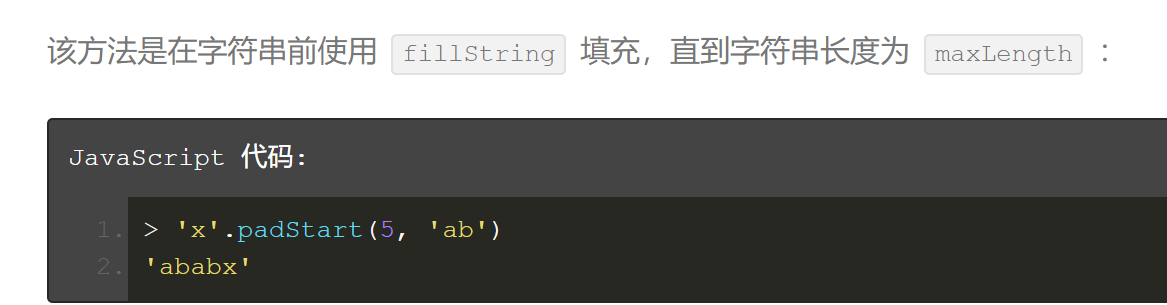 该方法是在字符串前使用 fillString 填充，直到字符串长度为 maxLength ：
JavaScript 代码:
1. > 'x'.padStart(5, 'ab')
2. 'ababx'